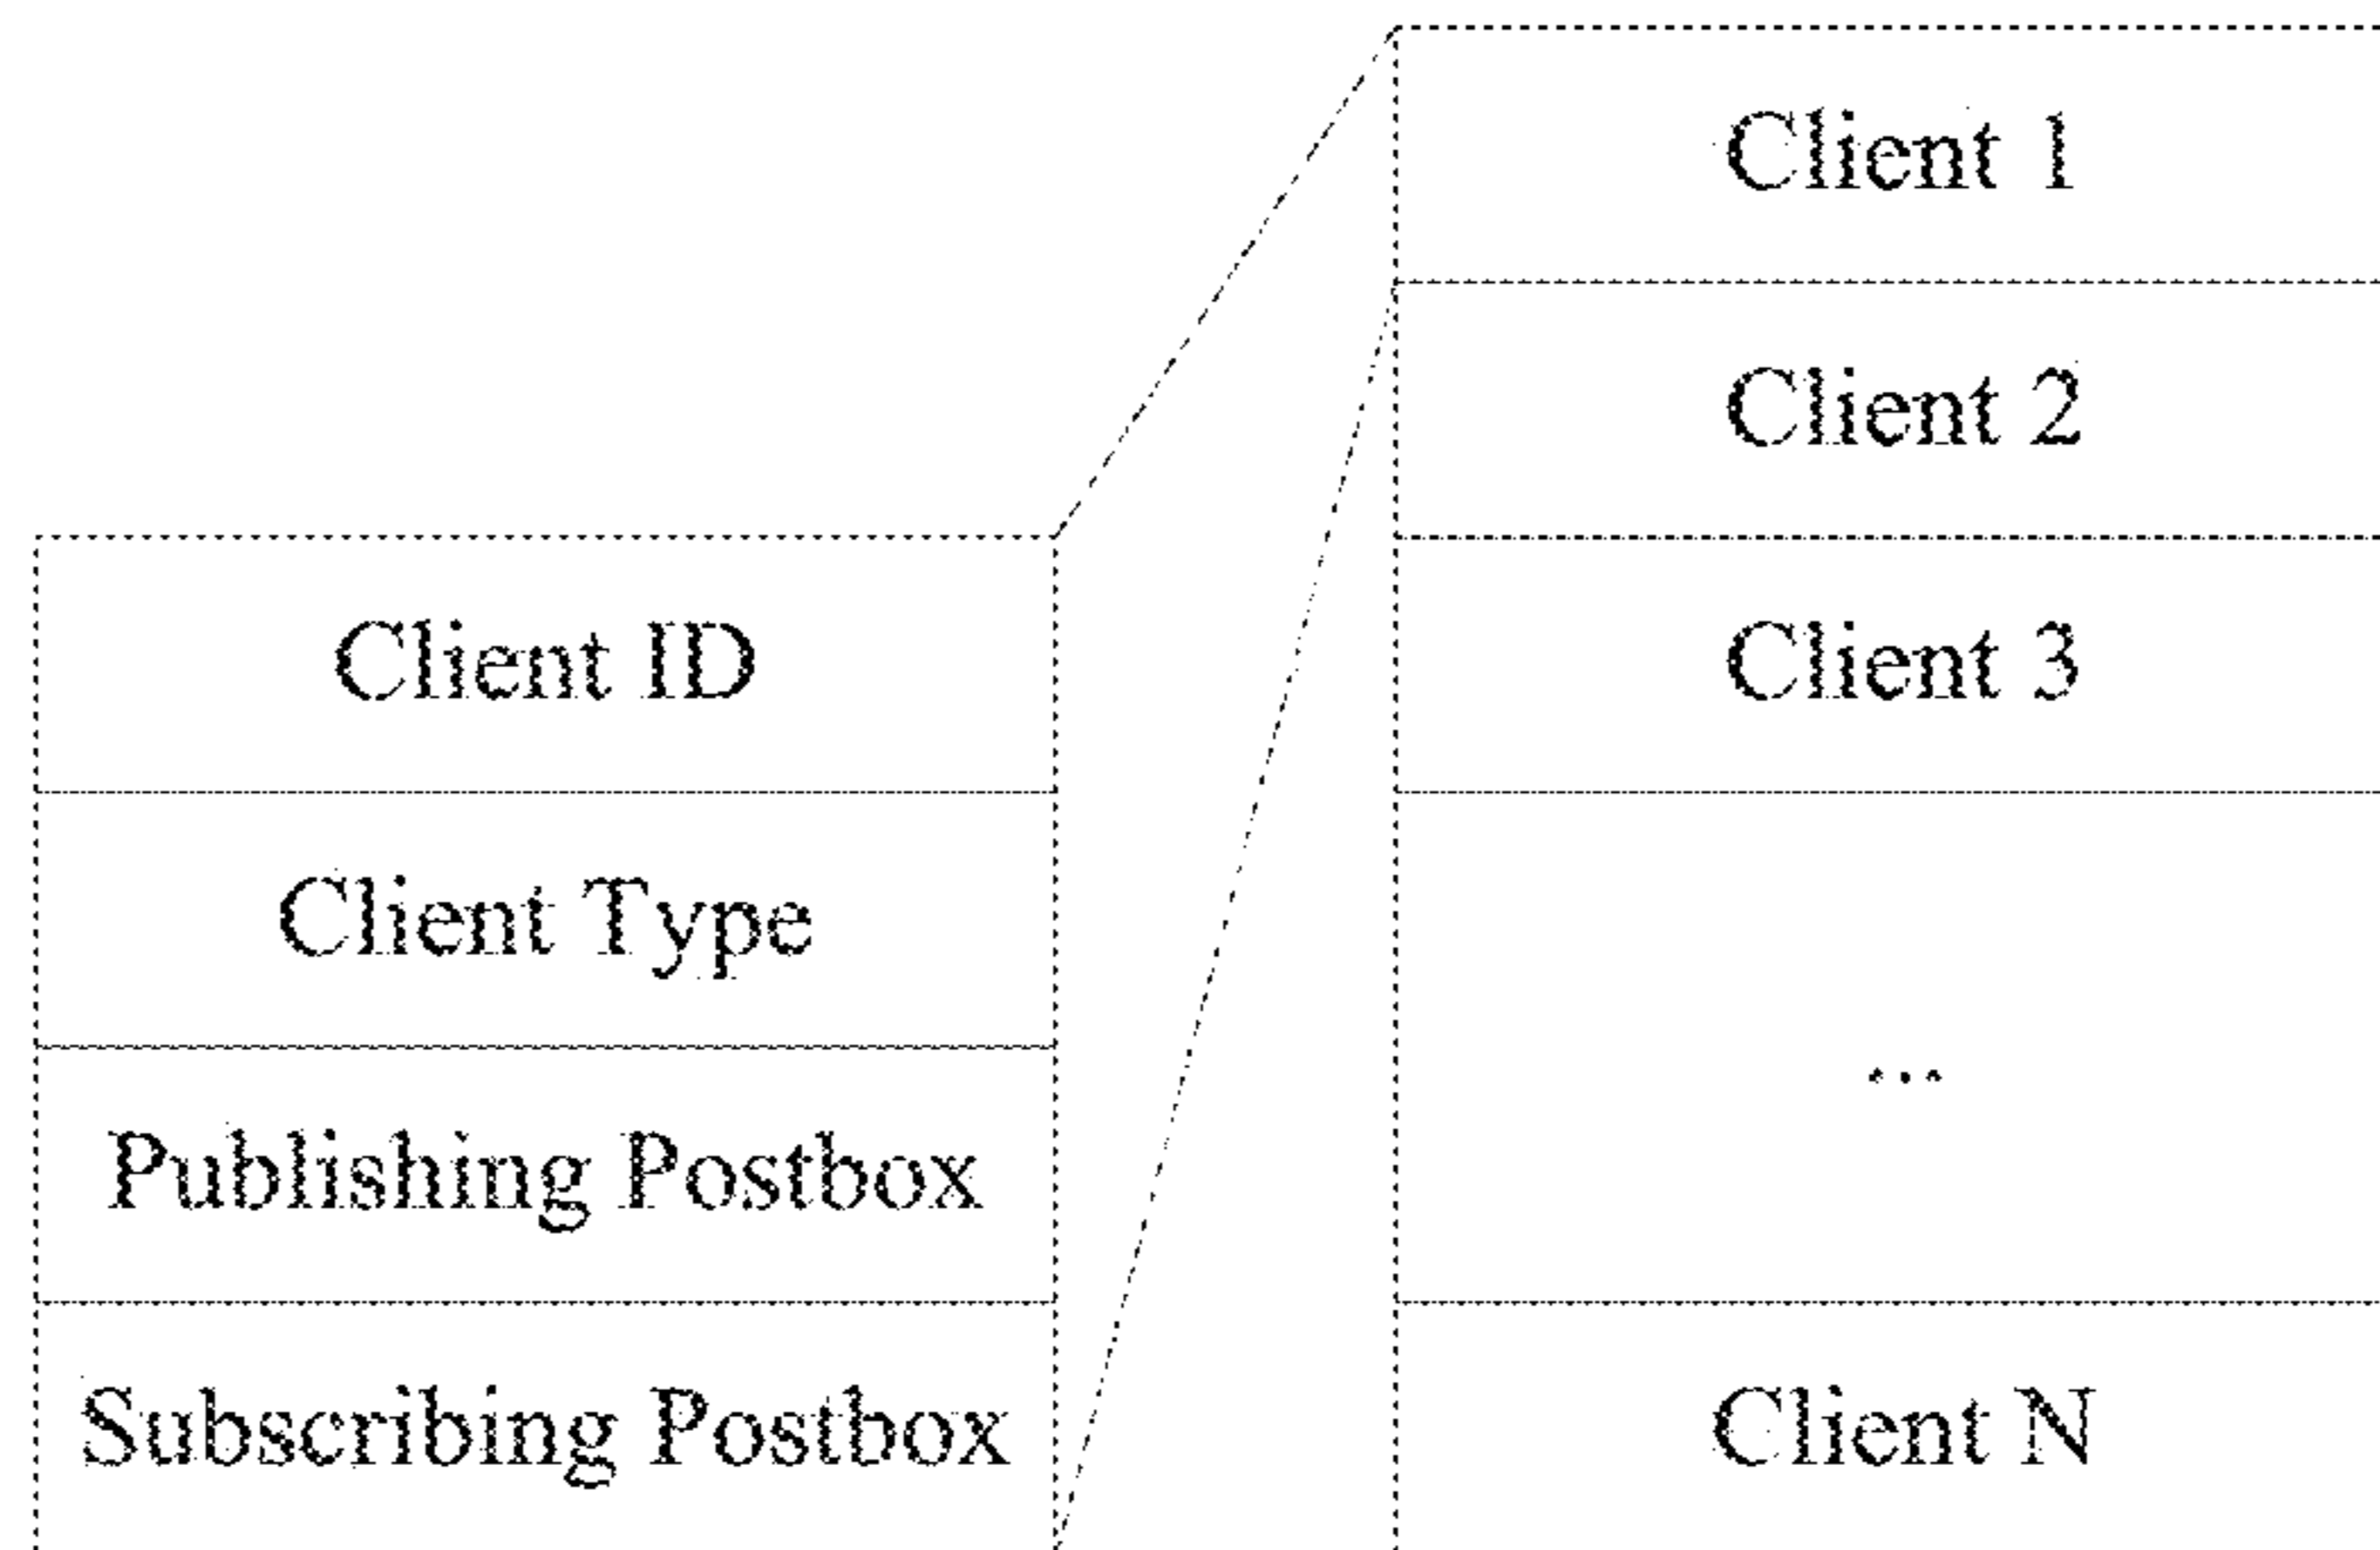 Client 1
Client 2
Client 3
...
Client N
Client ID
Client Type
Publishing Postbox
Subscribing Postbox